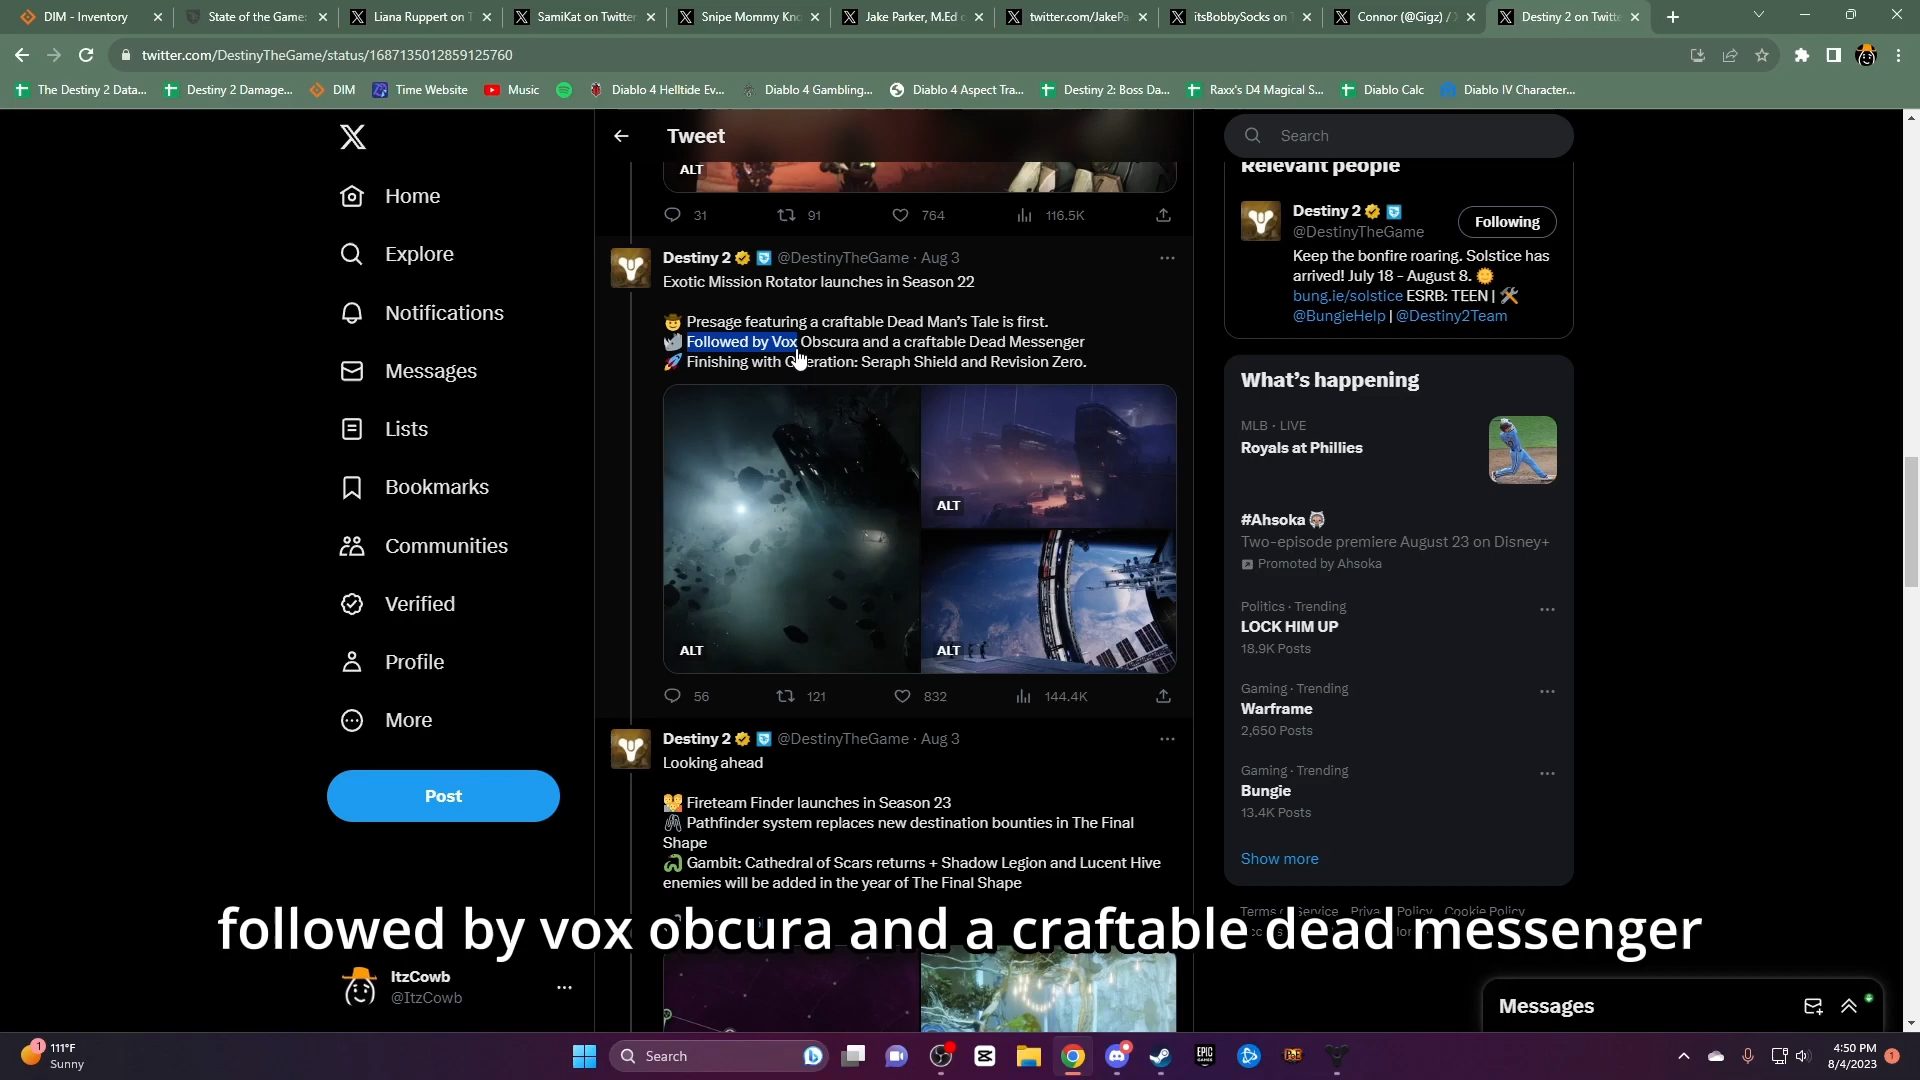 DIM - Inventory
State of the Game:
Liana Ruppert on T
SamiKat on Twitter
Snipe Mommy Kno
Jake Parker, M.Ed
twitter.com/JakePa
itsBobbySocks on T
Connor (@Gigz) /
Destiny 2 on Twitte
twitter.com/DestinyTheGame/status/1687135012859125760
The Destiny 2 Data...
Destiny 2 Damage...
DIM
Time Website
Music
Diablo 4 Helltide Ev...
Diablo 4 Gambling...
Diablo 4 Aspect Tra...
Destiny 2: Boss Da...
Raxx's D4 Magical S...
Diablo Calc
Diablo IV Character...
Home
Explore
Notifications
Messages
Lists
Bookmarks
Communities
Verified
Profile
More
Post
ItzCowb
@ItzCowb
Tweet
ALT
31 91 764 116.5K
Destiny 2 @DestinyTheGame · Aug 3
Exotic Mission Rotator launches in Season 22
Presage featuring a craftable Dead Man's Tale is first.
Followed by Vox Obscura and a craftable Dead Messenger
Finishing with Operation: Seraph Shield and Revision Zero.
ALT
ALT
ALT
56 121 832 144.4K
Destiny 2 @DestinyTheGame · Aug 3
Looking ahead
Fireteam Finder launches in Season 23
Pathfinder system replaces new destination bounties in The Final
Shape
Gambit: Cathedral of Scars returns + Shadow Legion and Lucent Hive
enemies will be added in the year of The Final Shape
followed by vox obcura and a craftable dead messenger
Search
Relevant people
Destiny 2
@DestinyTheGame
Following
Keep the bonfire roaring. Solstice has
arrived! July 18 - August 8.
bung.ie/solstice ESRB: TEEN |
@BungieHelp | @Destiny2Team
What's happening
MLB · LIVE
Royals at Phillies
#Ahsoka
Two-episode premiere August 23 on Disney+
Promoted by Ahsoka
Politics · Trending
LOCK HIM UP
18.9K Posts
Gaming · Trending
Warframe
2,650 Posts
Gaming · Trending
Bungie
13.4K Posts
Show more
Terms Service Policy Cookie Policy
Messages
1
111°F
Sunny
Search
EPIC GAMES
4:50 PM
8/4/2023
1